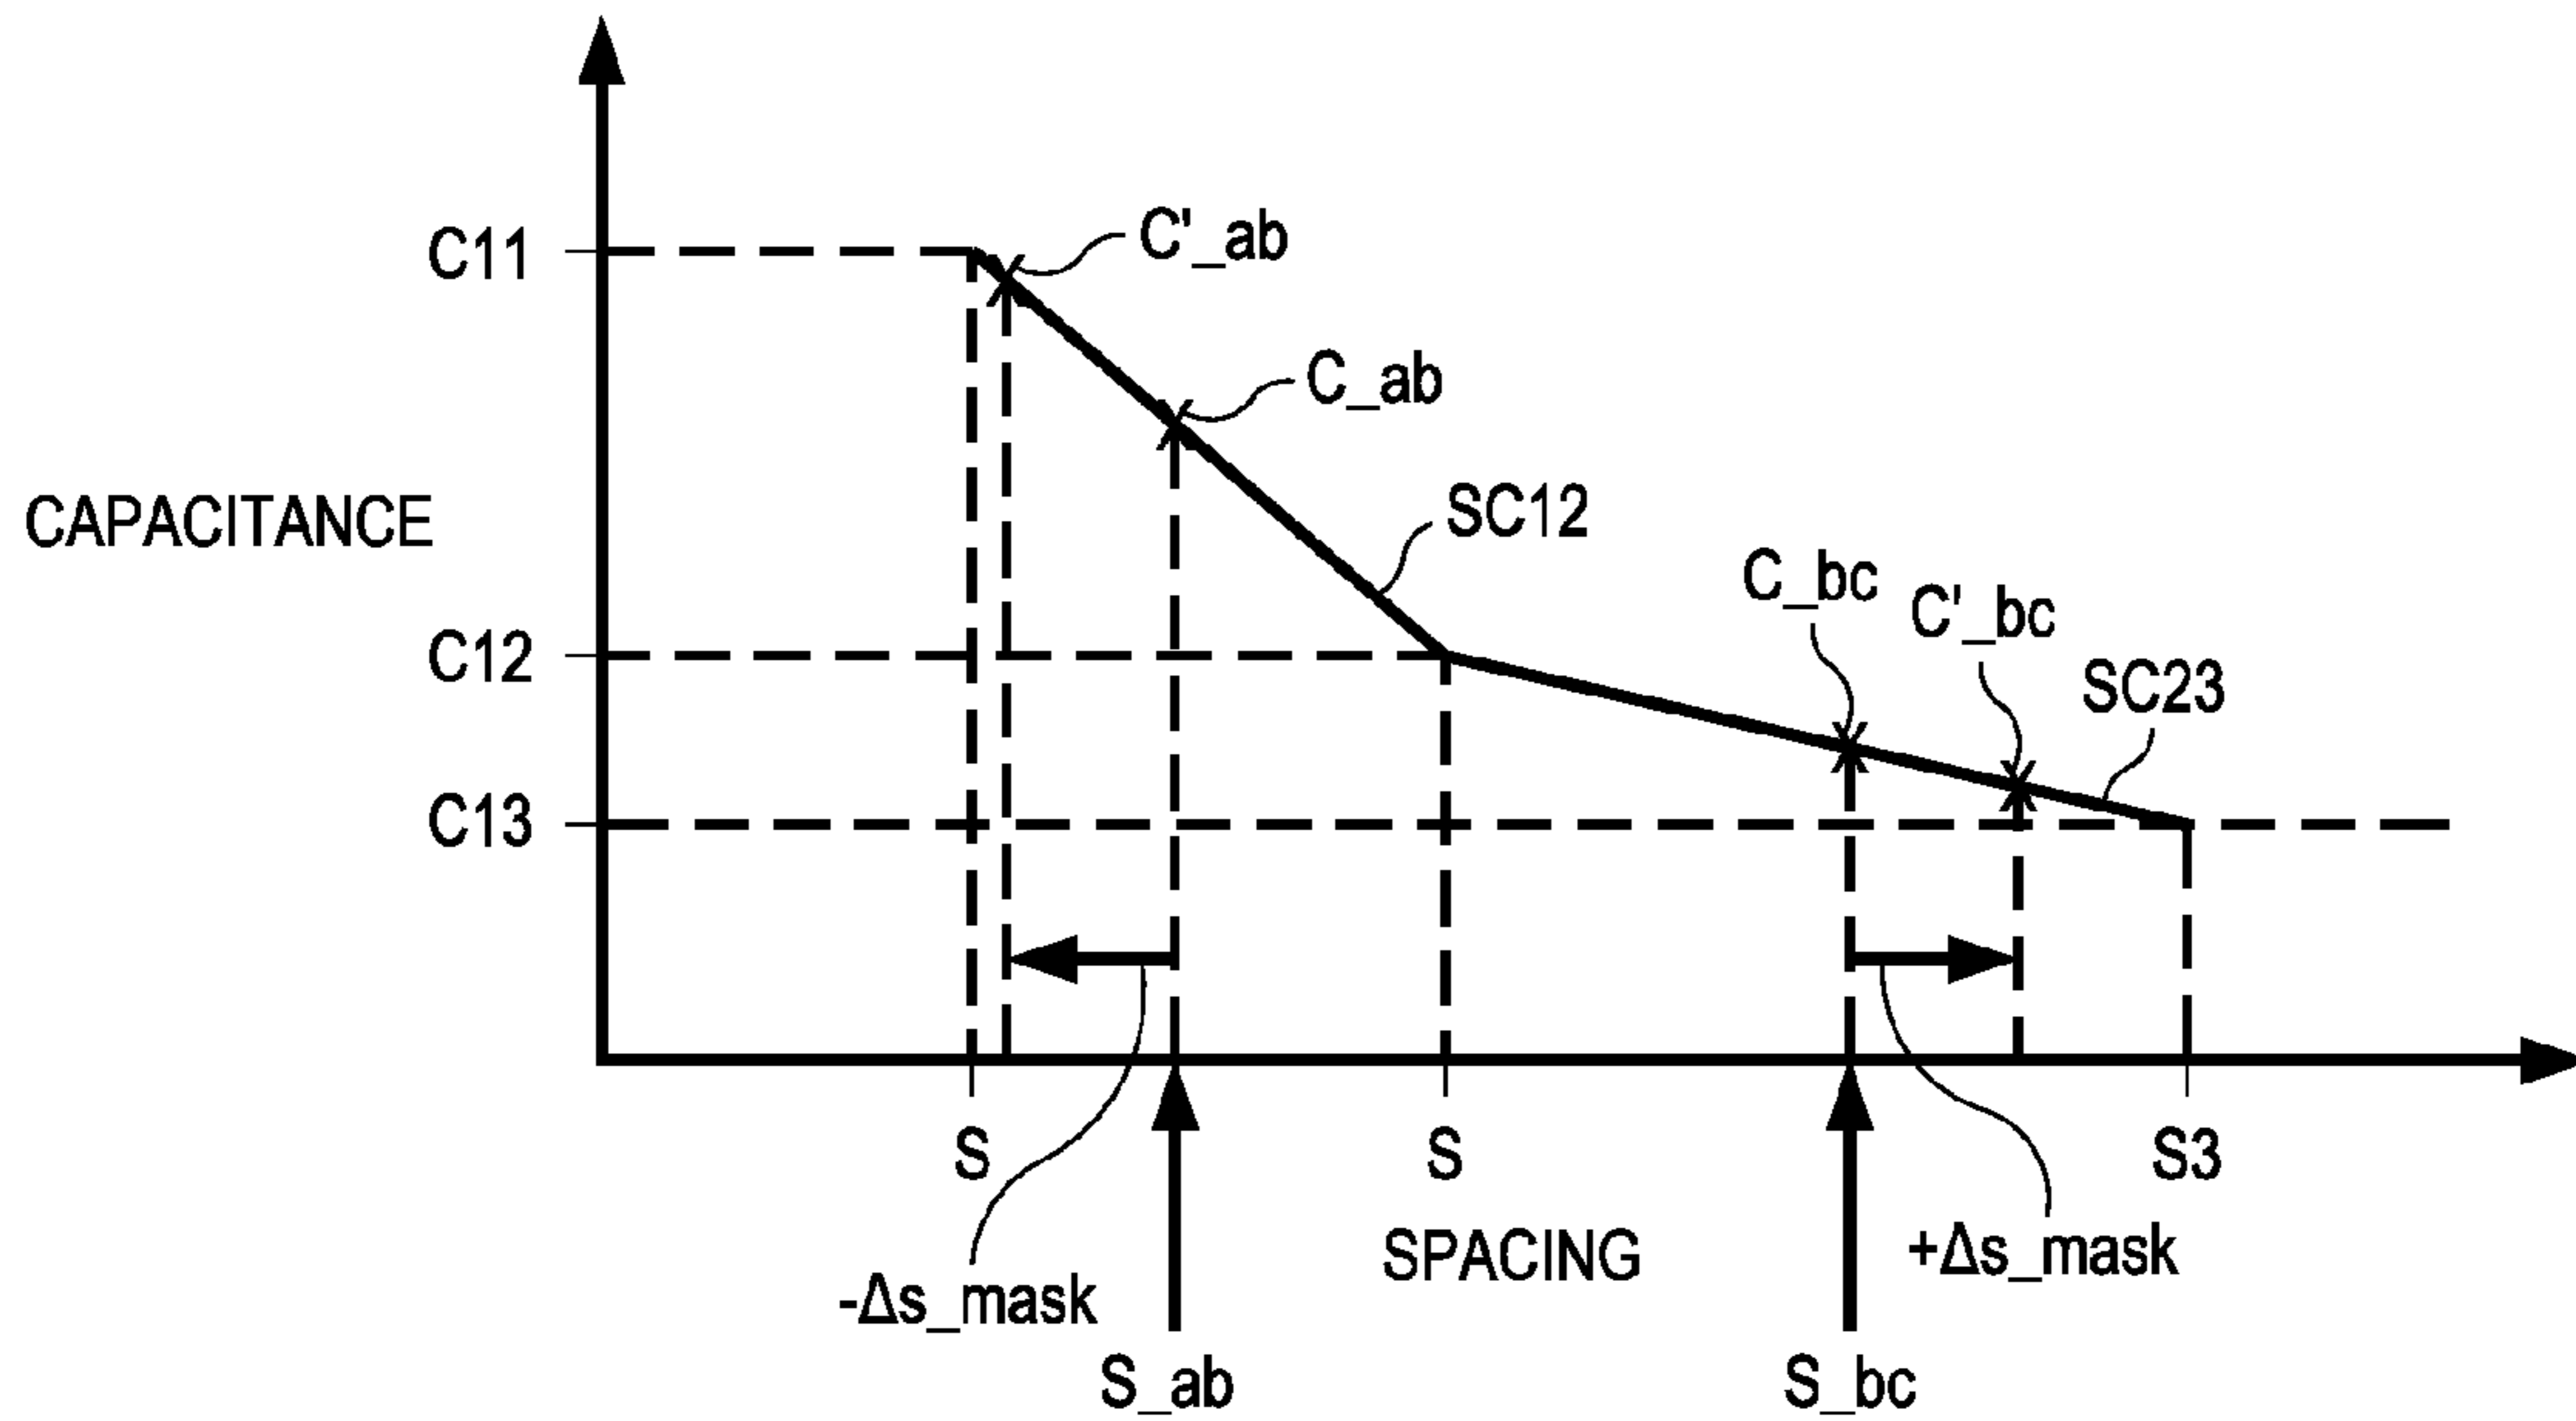 C11
C'_ab
C_ab
CAPACITANCE
SC12
C_bc
C'_bc
SC23
C12
C13
S
S
S3
SPACING
-Δs_mask
+Δs_mask
S_ab
S_bc